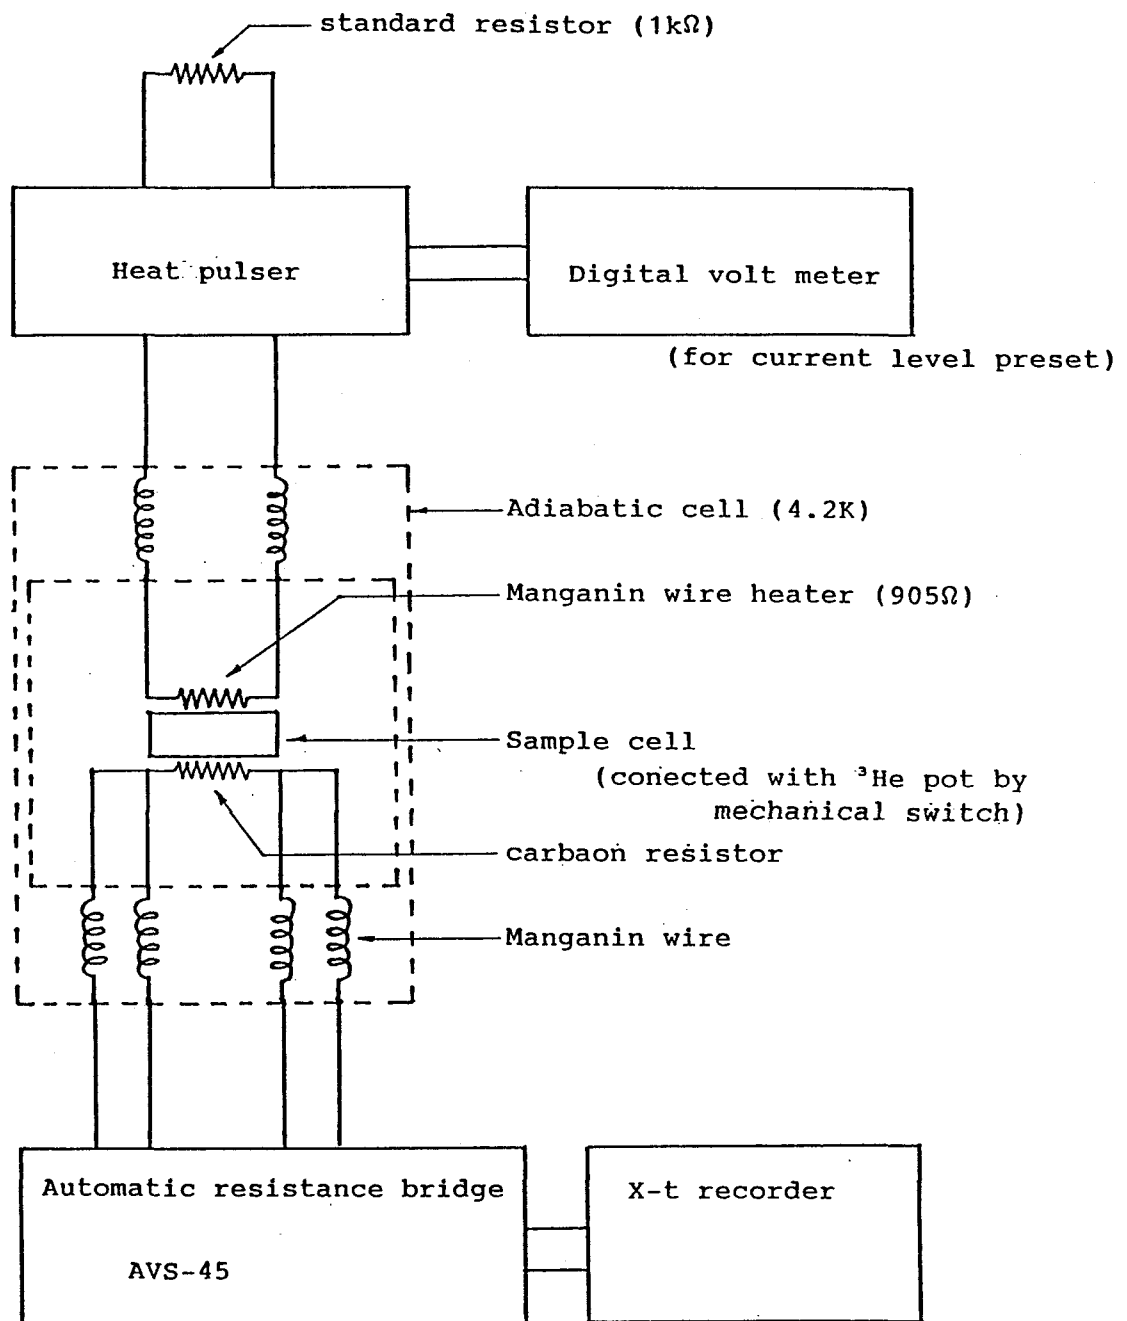 standard resistor (1kΩ)
Heat pulser
Digital volt meter
(for current level preset)
Adiabatic cell (4.2K)
Manganin wire heater (905Ω)
Sample cell
(conected with ³He pot by
mechanical switch)
carbaon resistor
Manganin wire
Automatic resistance bridge
AVS-45
X-t recorder